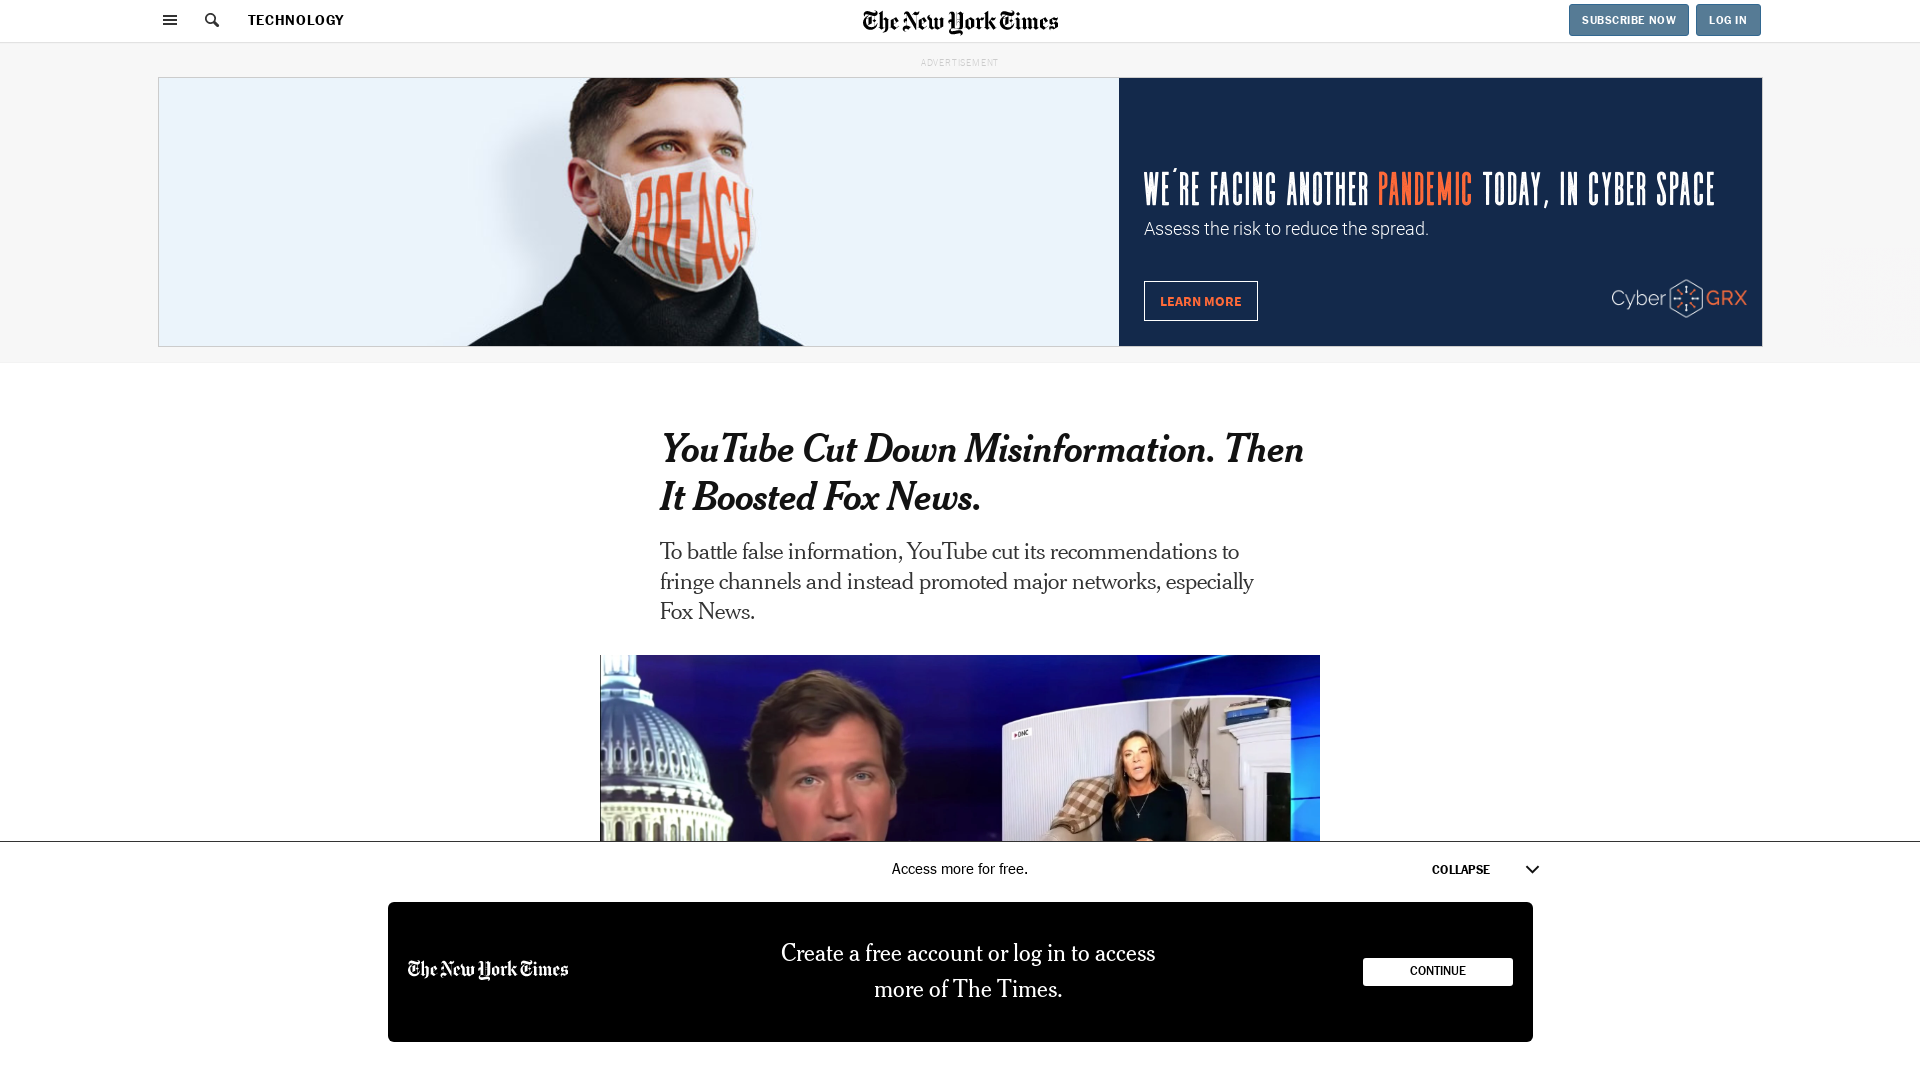 TECHNOLOGY
The New York Times
SUBSCRIBE NOW
LOG IN
ADVERTISEMENT
BREACH
WE'RE FACING ANOTHER PANDEMIC TODAY, IN CYBER SPACE
Assess the risk to reduce the spread.
LEARN MORE
CyberGRX
YouTube Cut Down Misinformation. Then
It Boosted Fox News.
To battle false information, YouTube cut its recommendations to
fringe channels and instead promoted major networks, especially
Fox News.
DNC
Access more for free.
COLLAPSE
The New York Times
Create a free account or log in to access
more of The Times.
CONTINUE